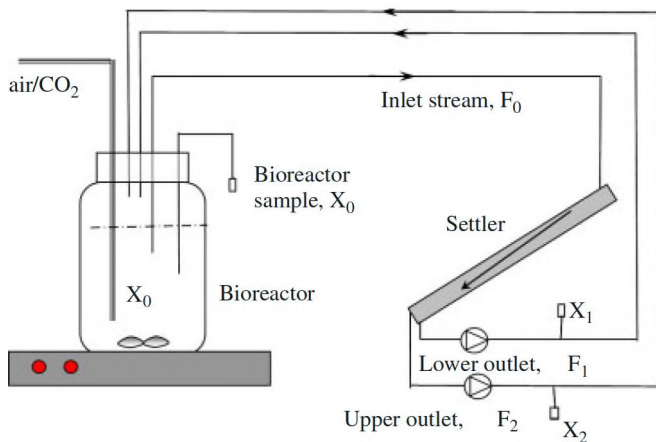 air/CO₂
Inlet stream, F₀
Bioreactor
sample, X₀
Settler
X₀
Bioreactor
X₁
Lower outlet, F₁
Upper outlet, F₂
X₂